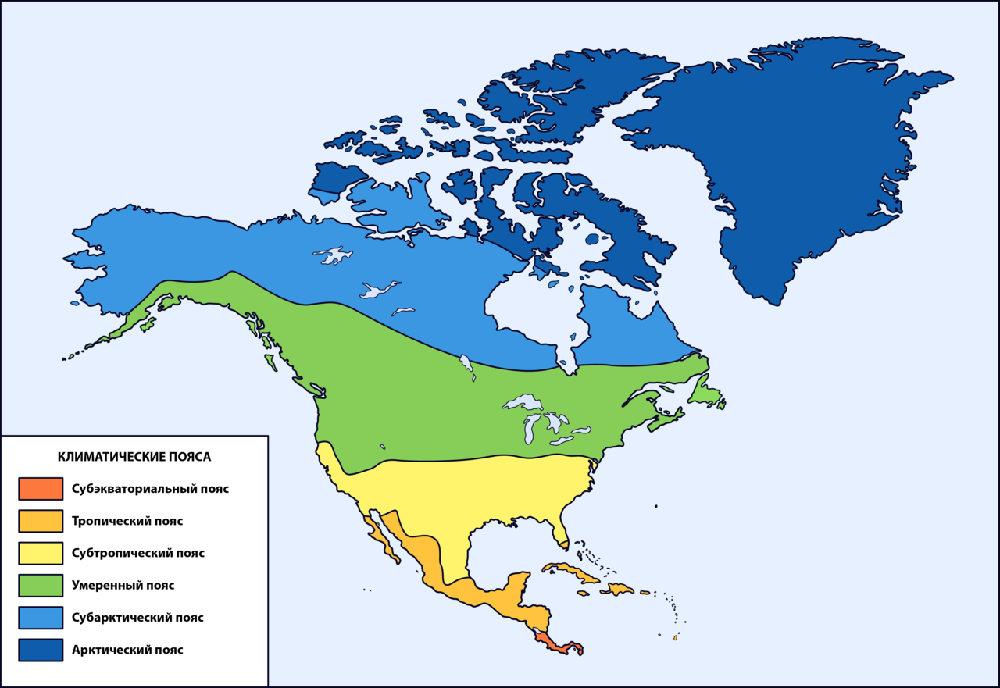 КЛИМАТИЧЕСКИЕ ПОЯСА
Субэкваториальный пояс
Тропический пояс
Субтропический пояс
Умеренный пояс
Субарктический пояс
Арктический пояс